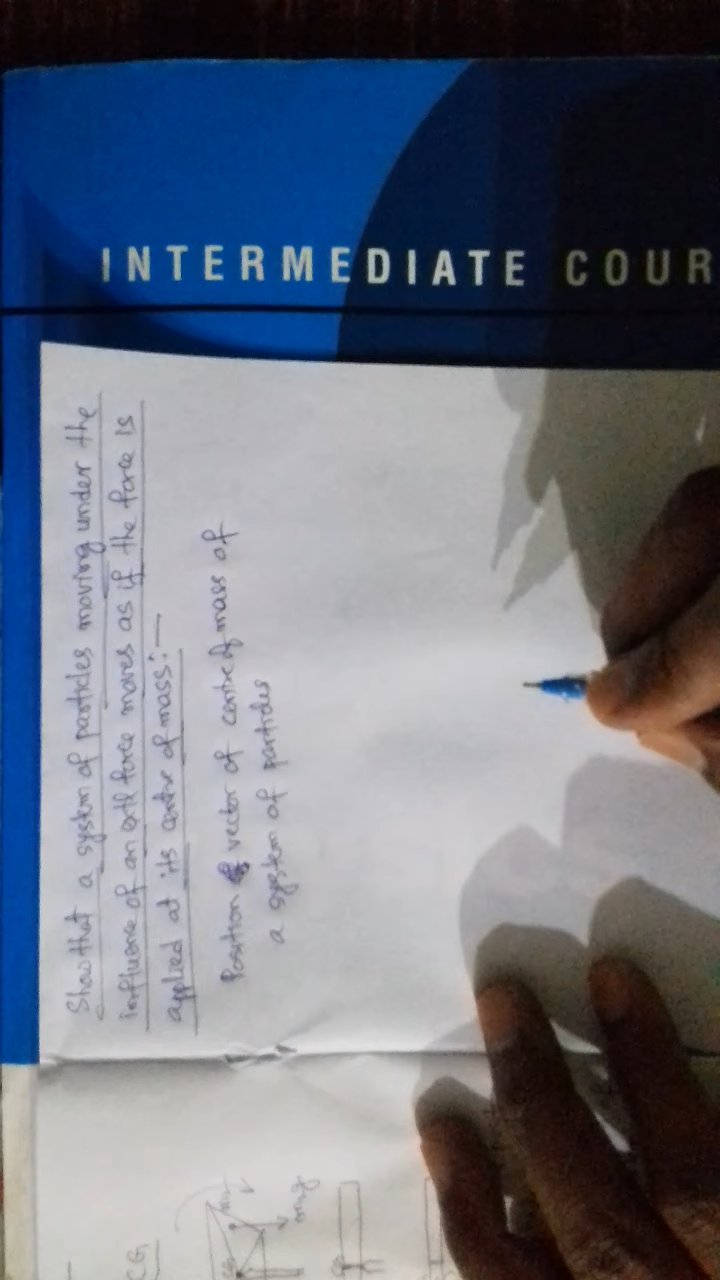 INTERMEDIATE COUR
Show that a system of particles moving under the
influence of an extl force moves as if the force is
applied at its centre of mass:—
Position vector of centre of mass of
a system of particles
C.G.
mg